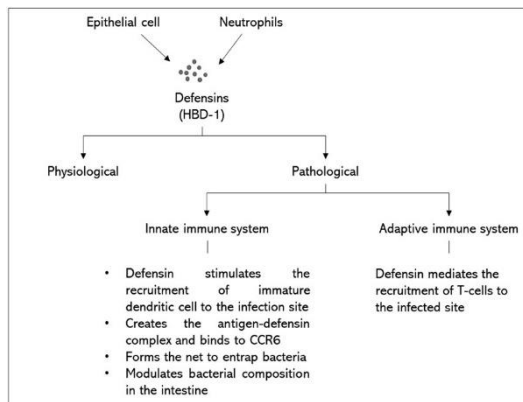 Epithelial cell Neutrophils
Defensins
(HBD-1)
Physiological Pathological
Innate immune system Adaptive immune system
• Defensin stimulates the
recruitment of immature
dendritic cell to the infection site
• Creates the antigen-defensin
complex and binds to CCR6
• Forms the net to entrap bacteria
• Modulates bacterial composition
in the intestine
Defensin mediates the
recruitment of T-cells to
the infected site